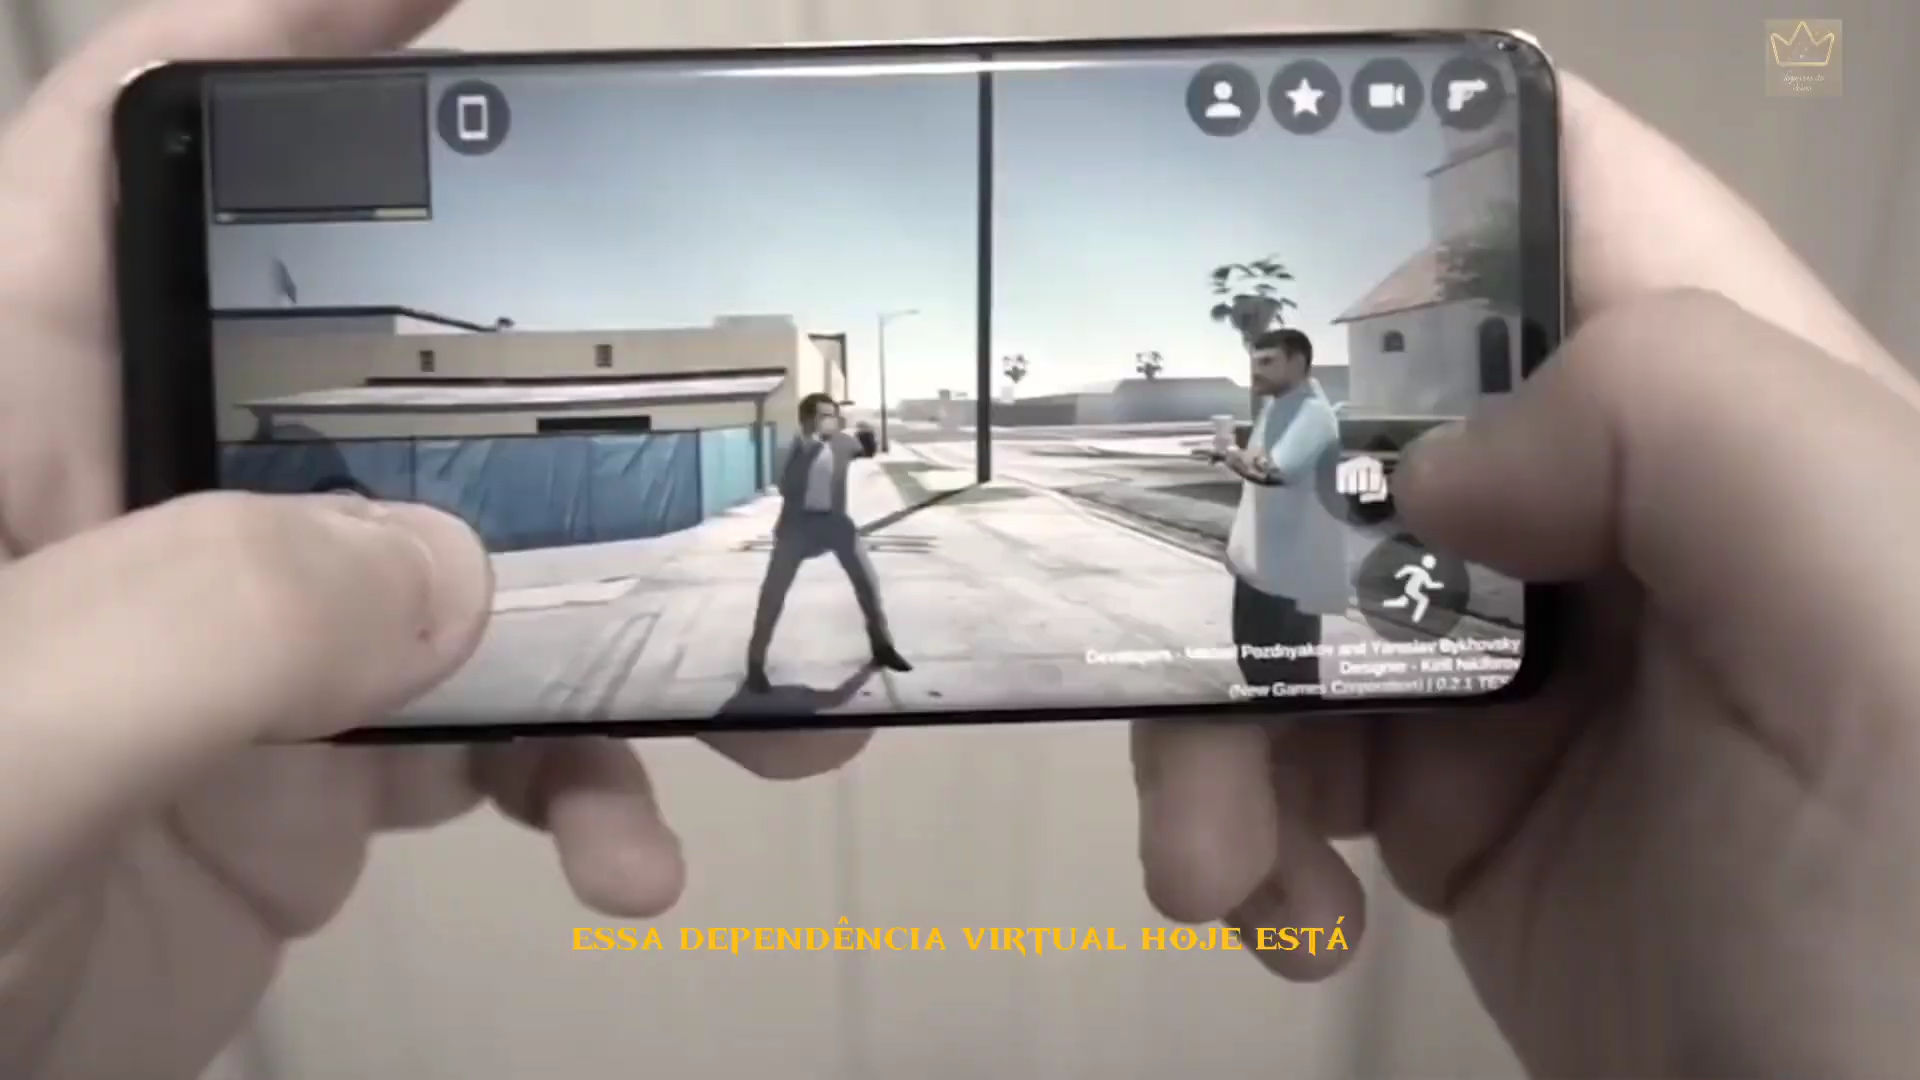 Developers - Mikhail Pozdnyakov and Yaroslav Bykhovsky
Designer - Kirill Nikiforov
(New Games Corporation) | 0.2.1 TEST
ESSA DEPENDÊNCIA VIRTUAL HOJE ESTÁ